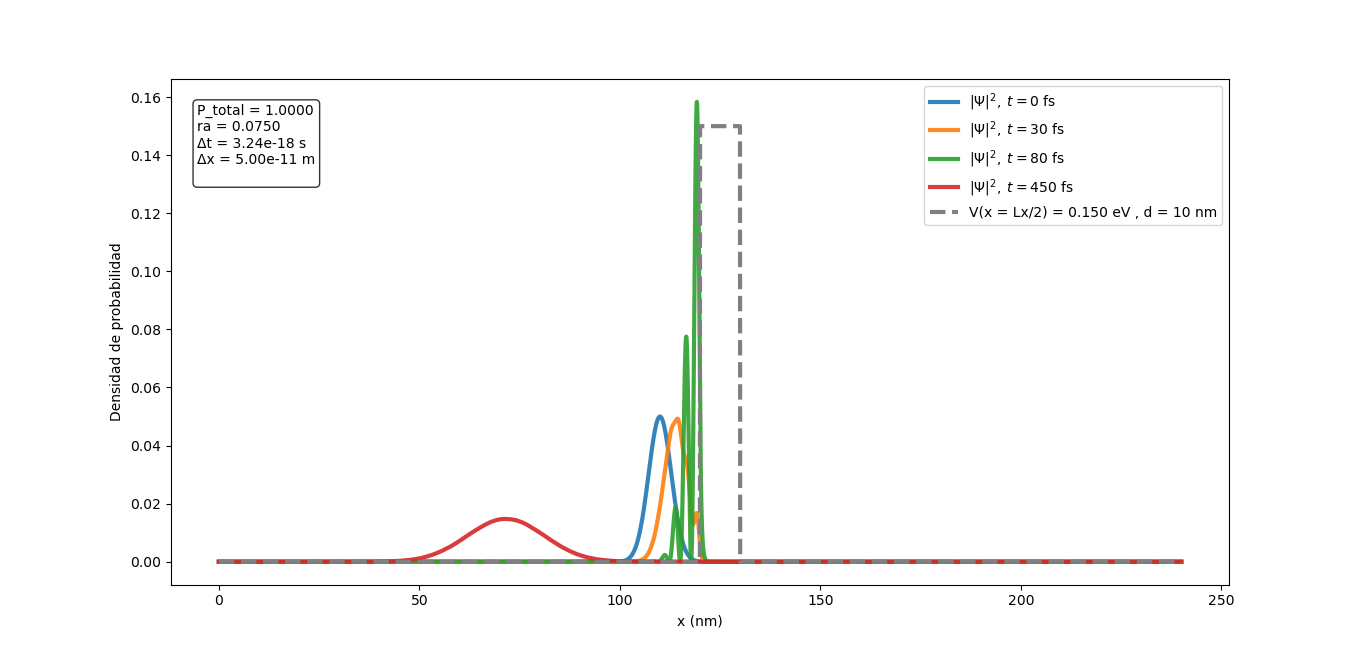 P_total = 1.0000
ra = 0.0750
Δt = 3.24e-18 s
Δx = 5.00e-11 m
|Ψ|², t = 0 fs
|Ψ|², t = 30 fs
|Ψ|², t = 80 fs
|Ψ|², t = 450 fs
V(x = Lx/2) = 0.150 eV , d = 10 nm
Densidad de probabilidad
0.16
0.14
0.12
0.10
0.08
0.06
0.04
0.02
0.00
0 50 100 150 200 250
x (nm)